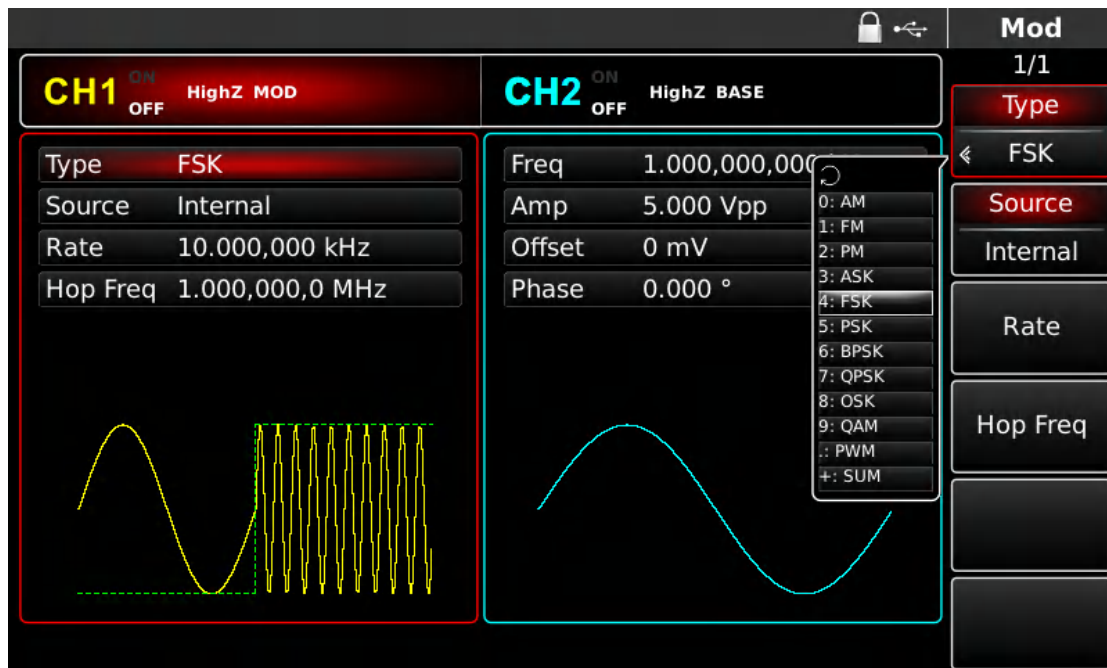 Mod
1/1
CH1 ON OFF HighZ MOD
CH2 ON OFF HighZ BASE
Type FSK
Source Internal
Rate 10.000,000 kHz
Hop Freq 1.000,000,0 MHz
Freq 1.000,000,000
Amp 5.000 Vpp
Offset 0 mV
Phase 0.000 °
0: AM
1: FM
2: PM
3: ASK
4: FSK
5: PSK
6: BPSK
7: QPSK
8: OSK
9: QAM
.: PWM
+: SUM
Type
FSK
Source
Internal
Rate
Hop Freq